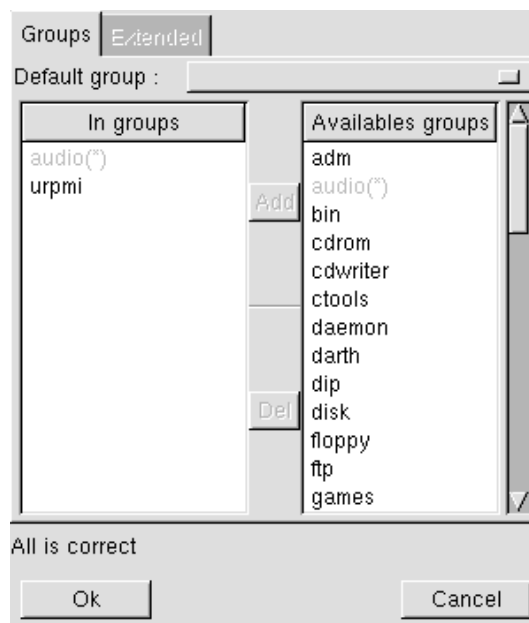 Groups Extended
Default group :
In groups
audio(*)
urpmi
Add
Del
Availables groups
adm
audio(*)
bin
cdrom
cdwriter
ctools
daemon
darth
dip
disk
floppy
ftp
games
All is correct
Ok Cancel